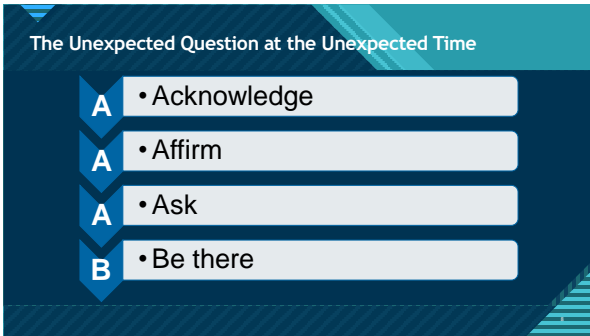 The Unexpected Question at the Unexpected Time
A • Acknowledge
A • Affirm
A • Ask
B • Be there